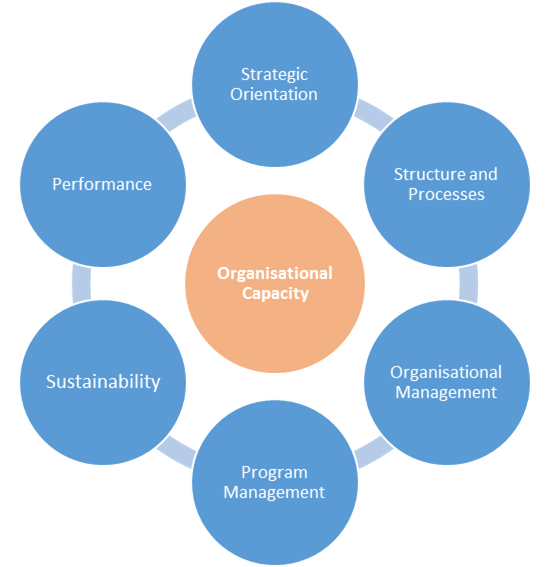 Strategic
Orientation
Structure and
Processes
Organisational
Management
Program
Management
Sustainability
Performance
Organisational
Capacity